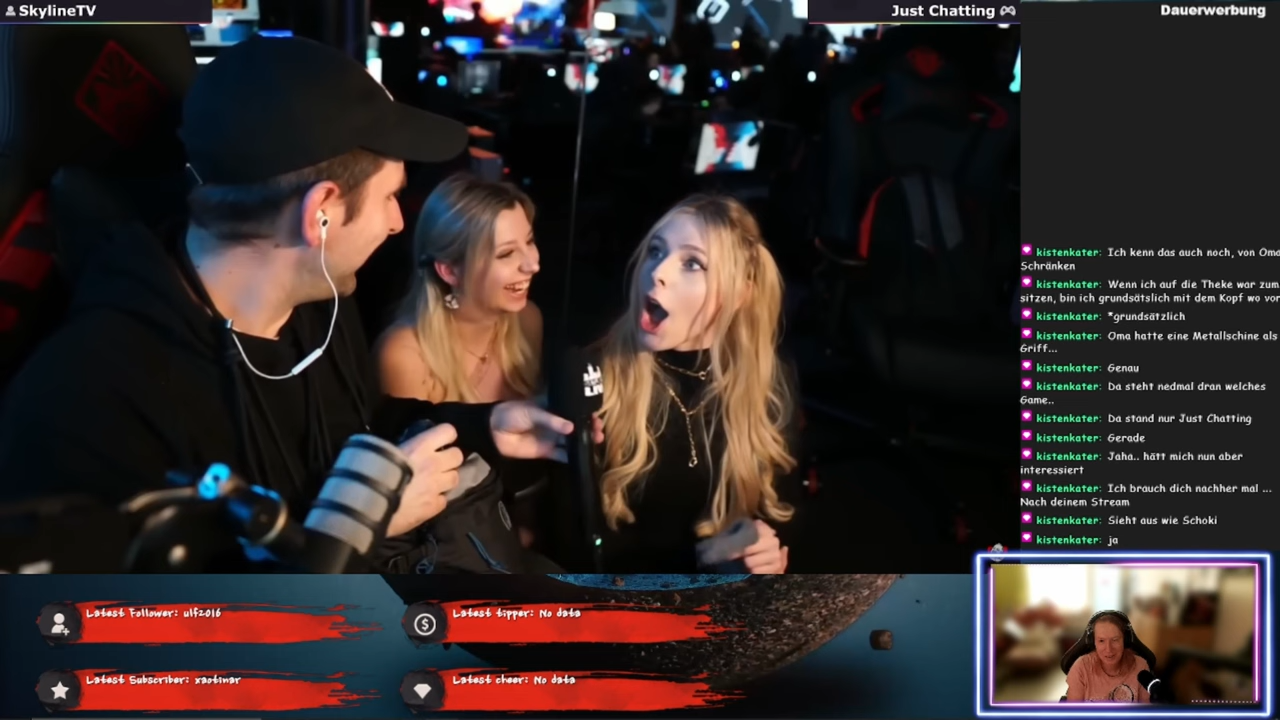 SkylineTV
Just Chatting
Dauerwerbung
kistenkater: Ich kenn das auch noch, von Oma
Schränken
kistenkater: Wenn ich auf die Theke war zum
sitzen, bin ich grundsätslich mit dem Kopf wo vor
kistenkater: *grundsätzlich
kistenkater: Oma hatte eine Metallschine als
Griff...
kistenkater: Genau
kistenkater: Da steht nedmal dran welches
Game..
kistenkater: Da stand nur Just Chatting
kistenkater: Gerade
kistenkater: Jaha.. hätt mich nun aber
interessiert
kistenkater: Ich brauch dich nachher mal ...
Nach deinem Stream
kistenkater: Sieht aus wie Schoki
kistenkater: ja
Latest Follower: ulf2016
Latest tipper: No data
Latest Subscriber: xaotinar
Latest cheer: No data